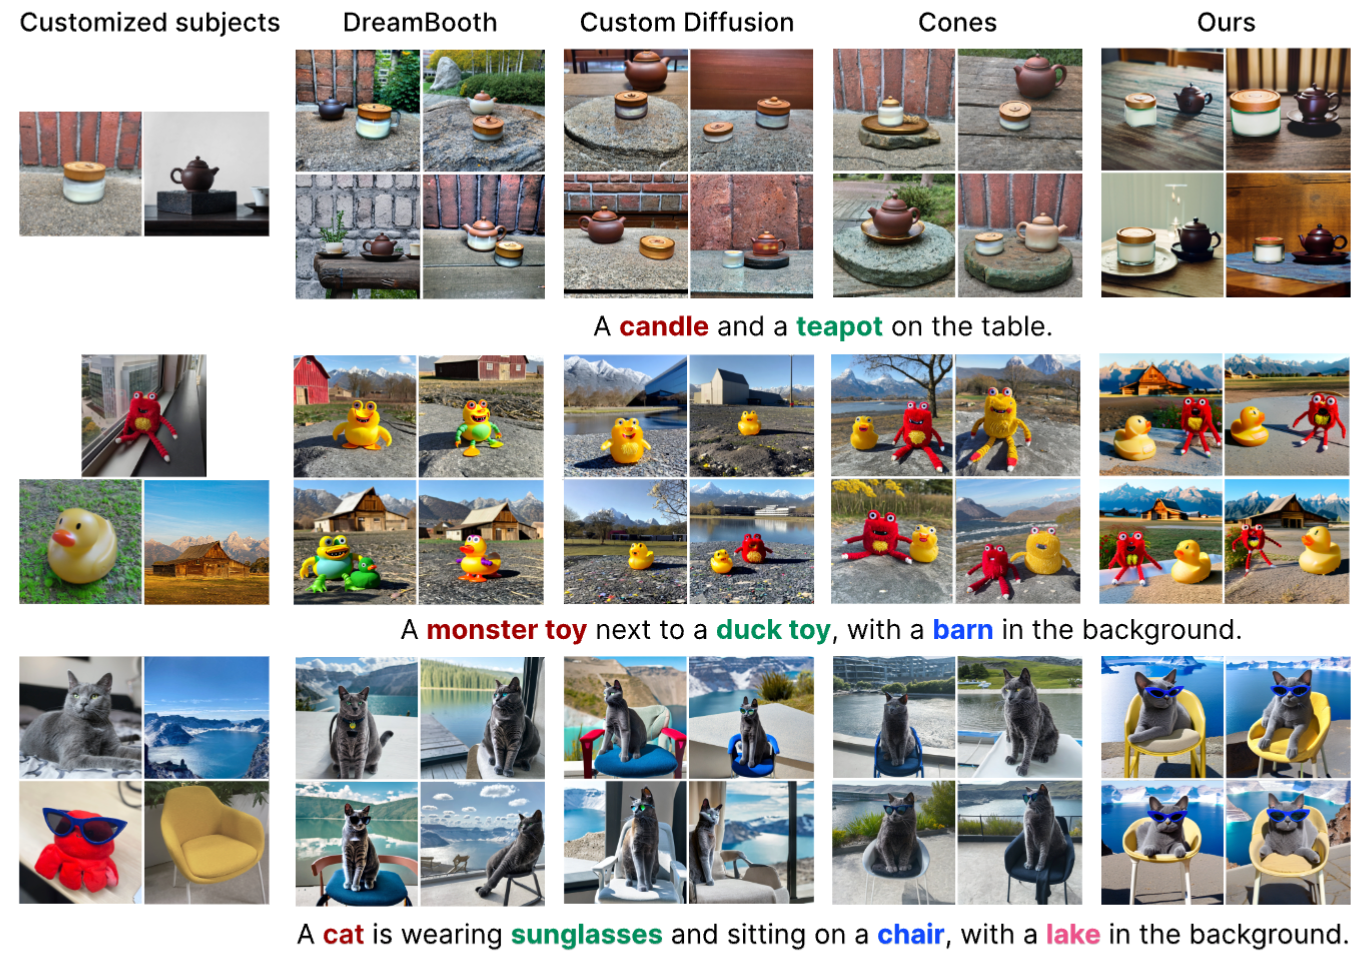 Customized subjects DreamBooth Custom Diffusion Cones Ours
A candle and a teapot on the table.
A monster toy next to a duck toy, with a barn in the background.
A cat is wearing sunglasses and sitting on a chair, with a lake in the background.